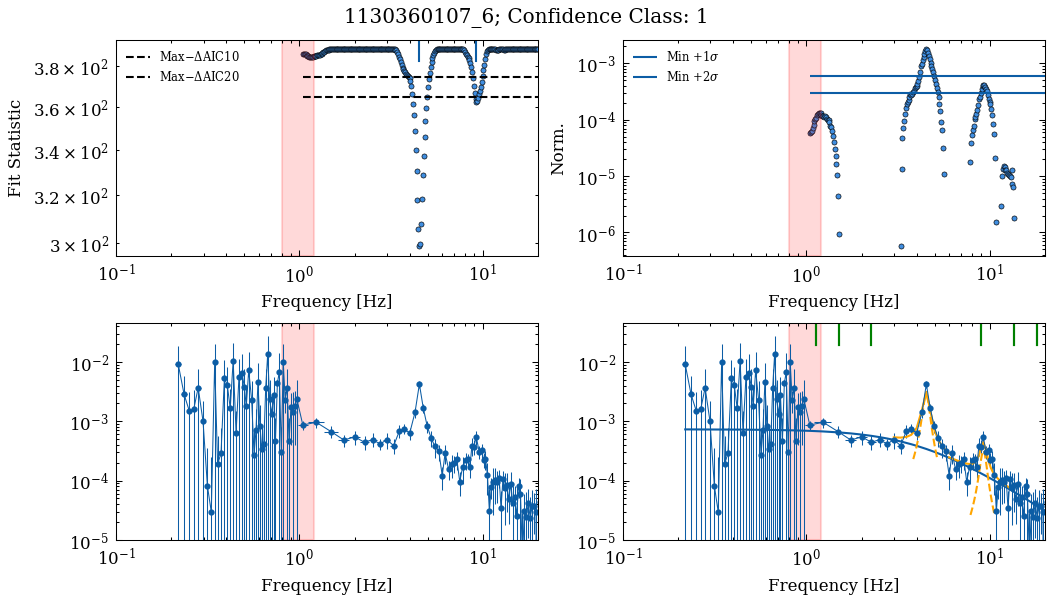 1130360107_6; Confidence Class: 1
Fit Statistic
3.8 × 10²
3.6 × 10²
3.4 × 10²
3.2 × 10²
3 × 10²
Max−ΔAIC10
Max−ΔAIC20
10⁻¹ 10⁰ 10¹
Frequency [Hz]
Norm.
10⁻³
10⁻⁴
10⁻⁵
10⁻⁶
Min +1σ
Min +2σ
10⁻¹ 10⁰ 10¹
Frequency [Hz]
10⁻²
10⁻³
10⁻⁴
10⁻⁵
10⁻¹ 10⁰ 10¹
Frequency [Hz]
10⁻²
10⁻³
10⁻⁴
10⁻⁵
10⁻¹ 10⁰ 10¹
Frequency [Hz]